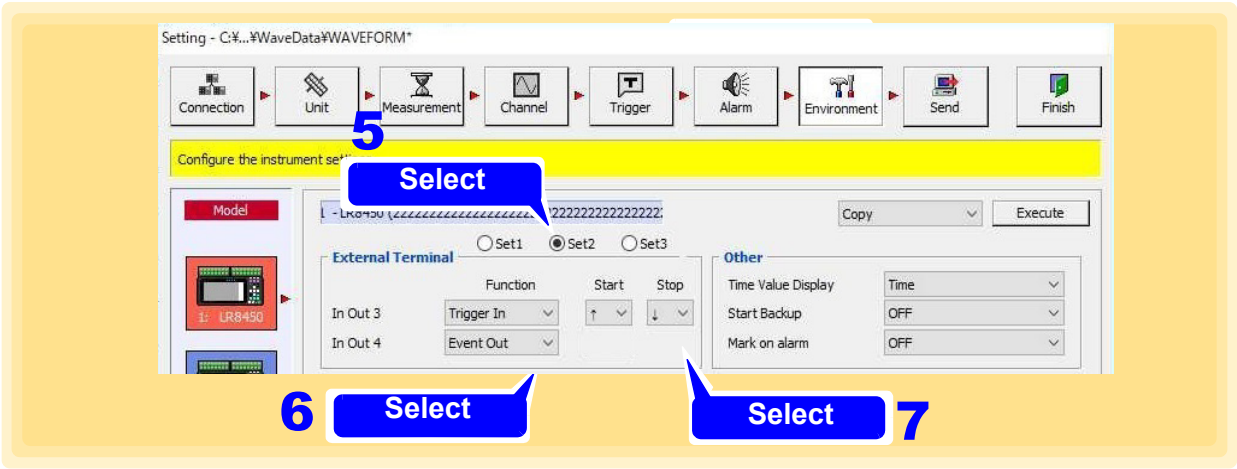 Setting - C:¥...¥WaveData¥WAVEFORM*
Connection Unit Measurement Channel Trigger Alarm Environment Send Finish
5
Configure the instrument
Select
Model
LR8450 Copy Execute
Set1 Set2 Set3
External Terminal Other
Function Start Stop Time Value Display Time
1: LR8450 In Out 3 Trigger In ↑ ↓ Start Backup OFF
In Out 4 Event Out Mark on alarm OFF
6 Select Select 7